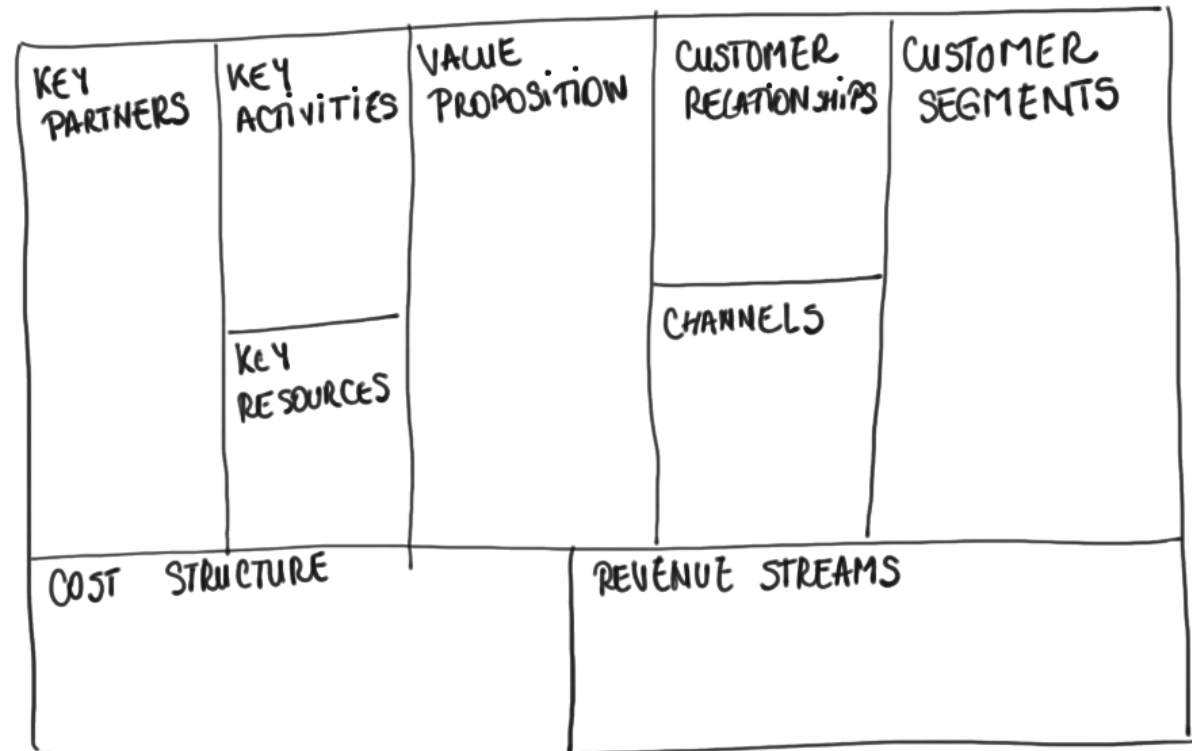 KEY
PARTNERS
KEY
ACTIVITIES
KEY
RESOURCES
VALUE
PROPOSITION
CUSTOMER
RELATIONSHIPS
CHANNELS
CUSTOMER
SEGMENTS
COST STRUCTURE
REVENUE STREAMS